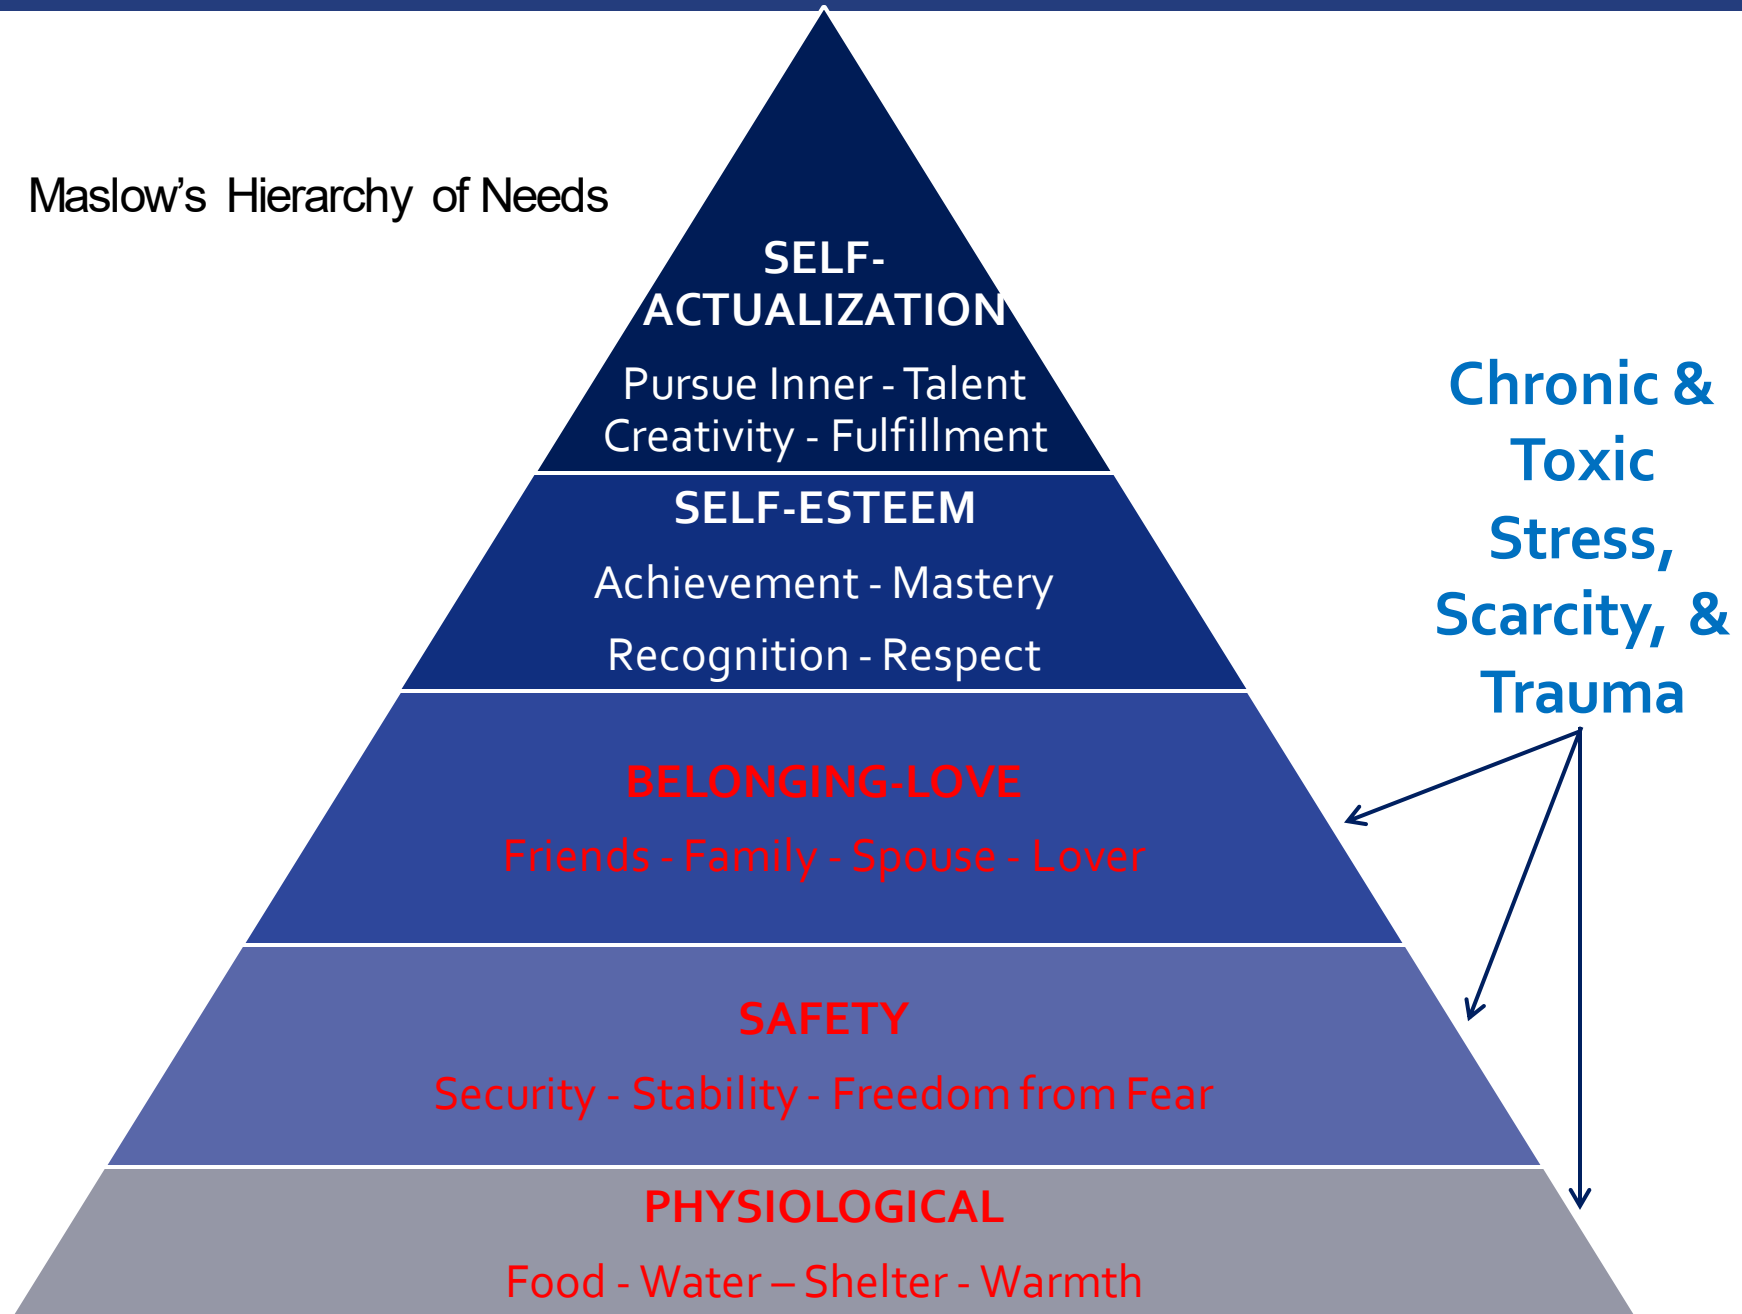 Maslow’s Hierarchy of Needs
SELF-
ACTUALIZATION
Pursue Inner - Talent
Creativity - Fulfillment
SELF-ESTEEM
Achievement - Mastery
Recognition - Respect
BELONGING-LOVE
Friends - Family - Spouse - Lover
SAFETY
Security - Stability - Freedom from Fear
PHYSIOLOGICAL
Food - Water – Shelter - Warmth
Chronic &
Toxic
Stress,
Scarcity, &
Trauma